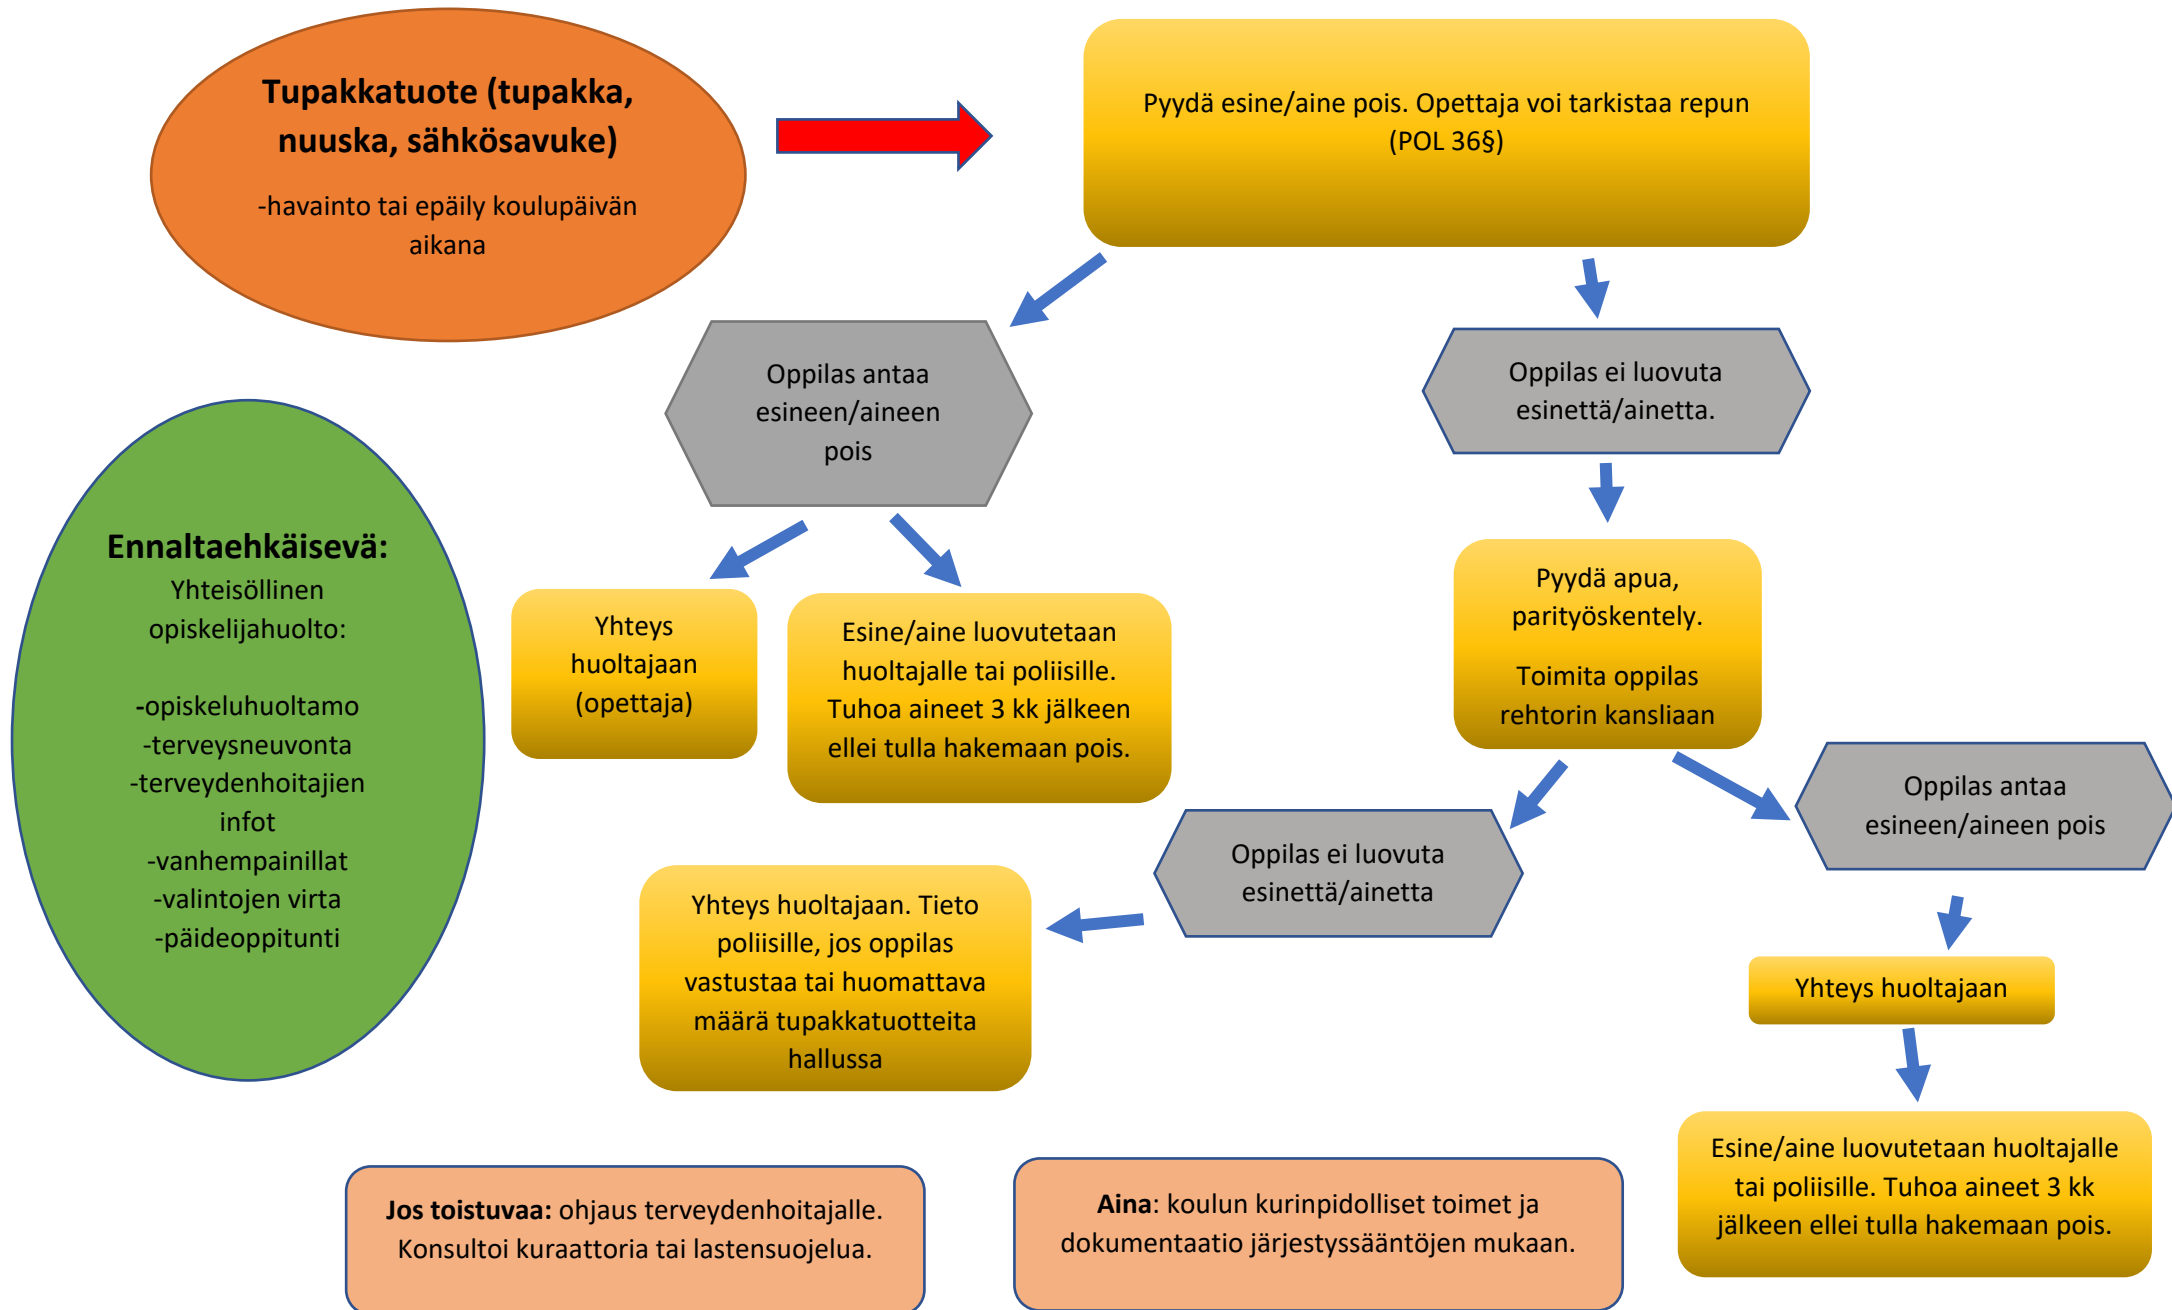 Tupakkatuote (tupakka,
nuuska, sähkösavuke)
-havainto tai epäily koulupäivän
aikana
Pyydä esine/aine pois. Opettaja voi tarkistaa repun
(POL 36§)
Oppilas antaa
esineen/aineen
pois
Oppilas ei luovuta
esinettä/ainetta.
Ennaltaehkäisevä:
Yhteisöllinen
opiskelijahuolto:
-opiskeluhuoltamo
-terveysneuvonta
-terveydenhoitajien
infot
-vanhempainillat
-valintojen virta
-päideoppitunti
Yhteys
huoltajaan
(opettaja)
Esine/aine luovutetaan
huoltajalle tai poliisille.
Tuhoa aineet 3 kk jälkeen
ellei tulla hakemaan pois.
Pyydä apua,
parityöskentely.
Toimita oppilas
rehtorin kansliaan
Oppilas ei luovuta
esinettä/ainetta
Oppilas antaa
esineen/aineen pois
Yhteys huoltajaan. Tieto
poliisille, jos oppilas
vastustaa tai huomattava
määrä tupakkatuotteita
hallussa
Yhteys huoltajaan
Esine/aine luovutetaan huoltajalle
tai poliisille. Tuhoa aineet 3 kk
jälkeen ellei tulla hakemaan pois.
Jos toistuvaa: ohjaus terveydenhoitajalle.
Konsultoi kuraattoria tai lastensuojelua.
Aina: koulun kurinpidolliset toimet ja
dokumentaatio järjestyssääntöjen mukaan.